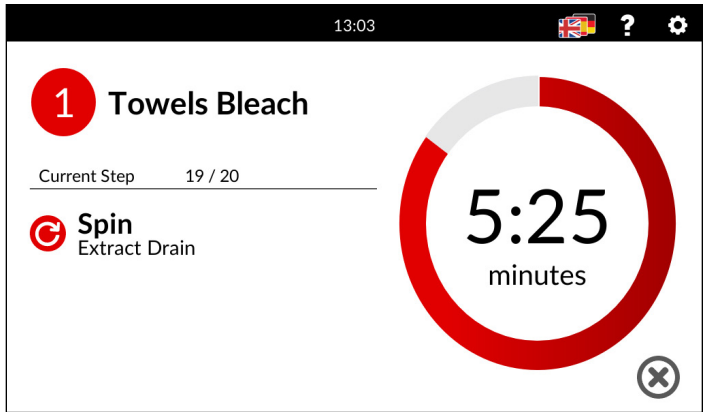 13:03
?
1 Towels Bleach
Current Step 19 / 20
Spin
Extract Drain
5:25
minutes